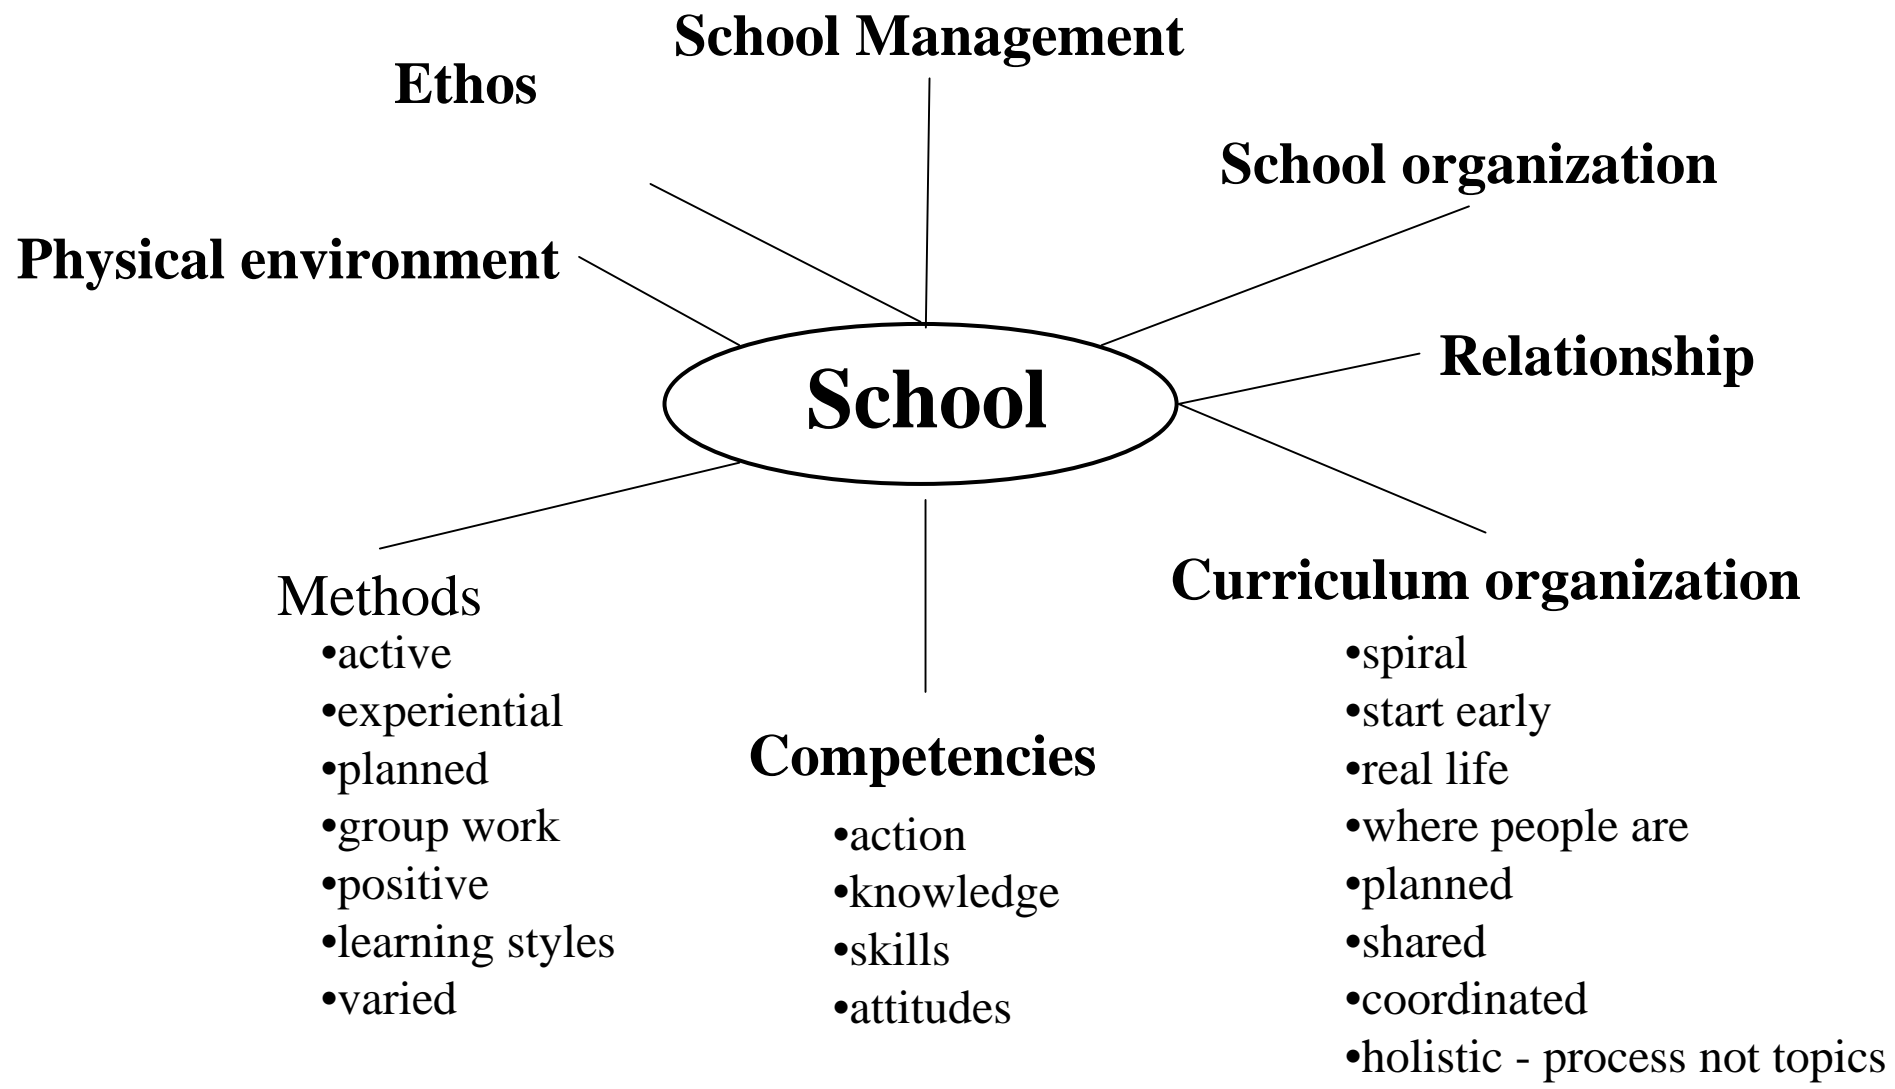 School Management
Ethos
School organization
Physical environment
Relationship
School
Methods
•active
•experiential
•planned
•group work
•positive
•learning styles
•varied
Competencies
•action
•knowledge
•skills
•attitudes
Curriculum organization
•spiral
•start early
•real life
•where people are
•planned
•shared
•coordinated
•holistic - process not topics